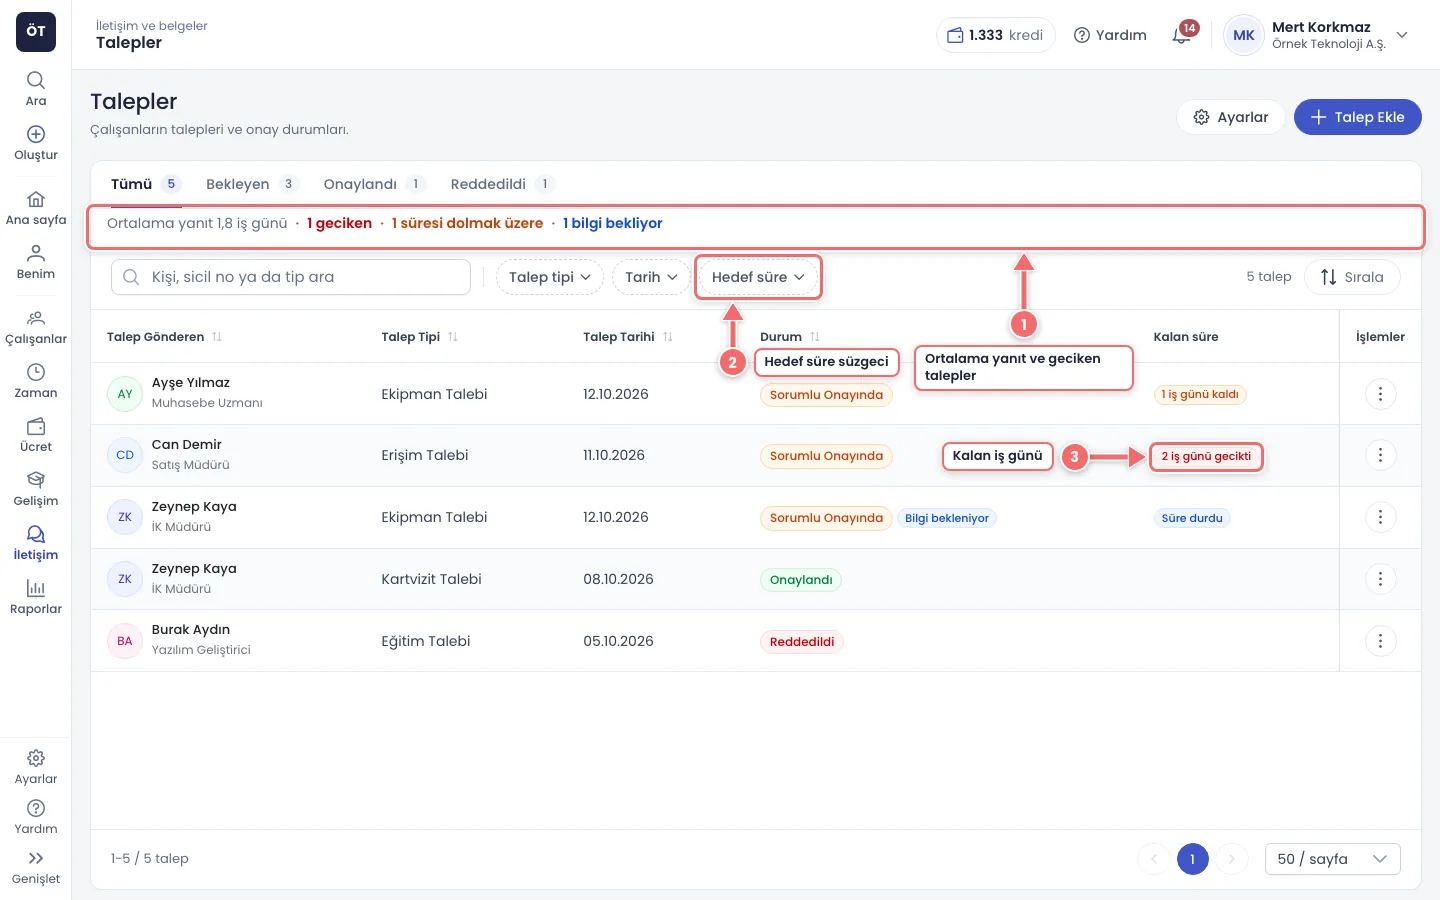 ÖT
Ara
Oluştur
Ana sayfa
Benim
Çalışanlar
Zaman
Ücret
Gelişim
İletişim
Raporlar
Ayarlar
Yardım
Genişlet
İletişim ve belgeler
Talepler
1.333 kredi
Yardım
14
MK
Mert Korkmaz
Örnek Teknoloji A.Ş.
Talepler
Çalışanların talepleri ve onay durumları.
Ayarlar
Talep Ekle
Tümü 5 Bekleyen 3 Onaylandı 1 Reddedildi 1
Ortalama yanıt 1,8 iş günü · 1 geciken · 1 süresi dolmak üzere · 1 bilgi bekliyor
Kişi, sicil no ya da tip ara
Talep tipi
Tarih
Hedef süre
5 talep
Sırala
Talep Gönderen Talep Tipi Talep Tarihi Durum Kalan süre İşlemler
1
Ortalama yanıt ve geciken
talepler
2
Hedef süre süzgeci
AY Ayşe Yılmaz
Muhasebe Uzmanı
Ekipman Talebi 12.10.2026 Sorumlu Onayında 1 iş günü kaldı
CD Can Demir
Satış Müdürü
Erişim Talebi 11.10.2026 Sorumlu Onayında
Kalan iş günü 3 2 iş günü gecikti
ZK Zeynep Kaya
İK Müdürü
Ekipman Talebi 12.10.2026 Sorumlu Onayında Bilgi bekleniyor Süre durdu
ZK Zeynep Kaya
İK Müdürü
Kartvizit Talebi 08.10.2026 Onaylandı
BA Burak Aydın
Yazılım Geliştirici
Eğitim Talebi 05.10.2026 Reddedildi
1-5 / 5 talep
1
50 / sayfa